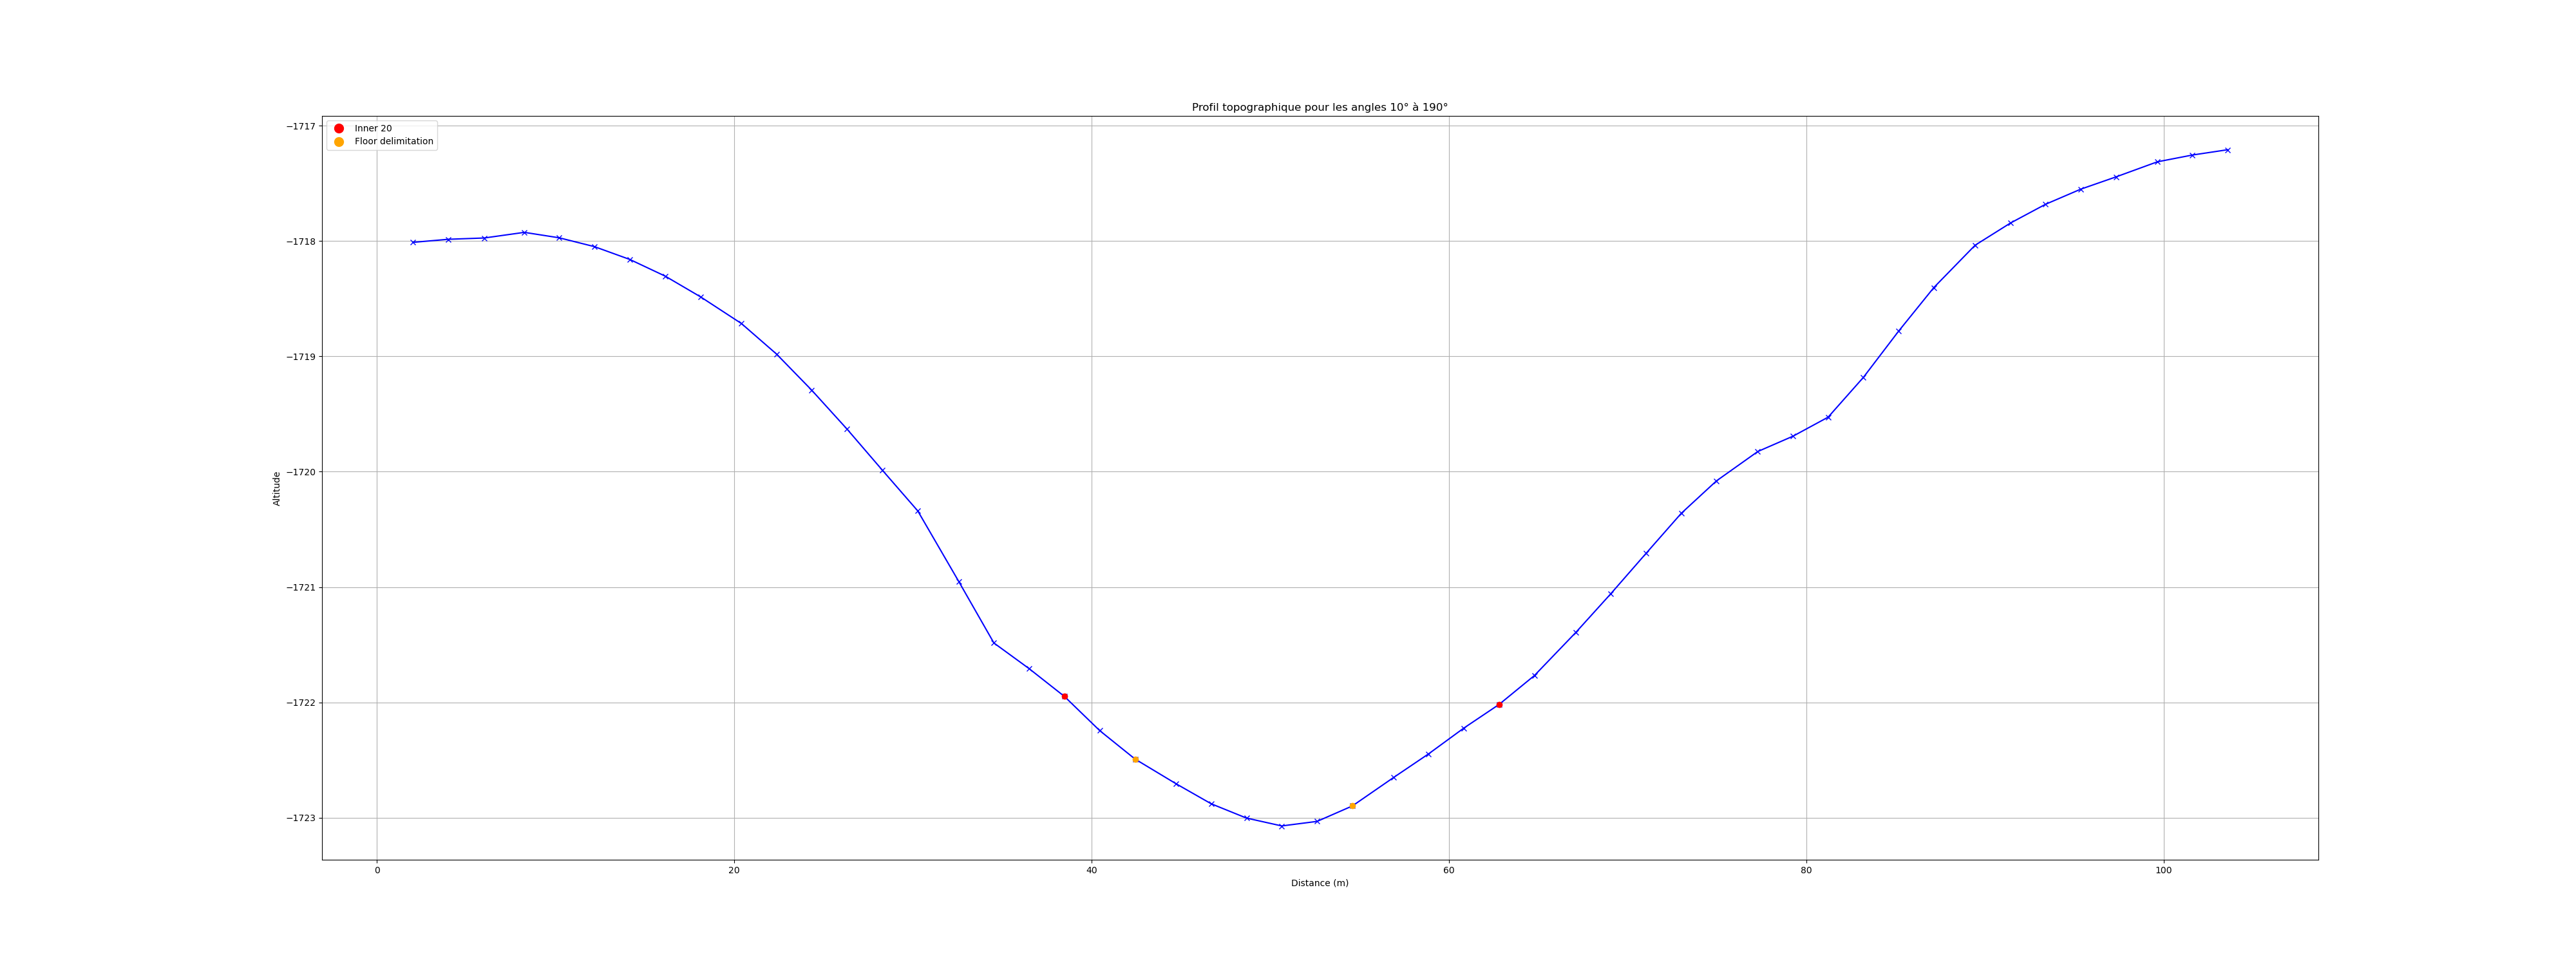 Profil topographique pour les angles 10° à 190°
Inner 20
Floor delimitation
−1717
−1718
−1719
−1720
−1721
−1722
−1723
Altitude
0
20
40
60
80
100
Distance (m)